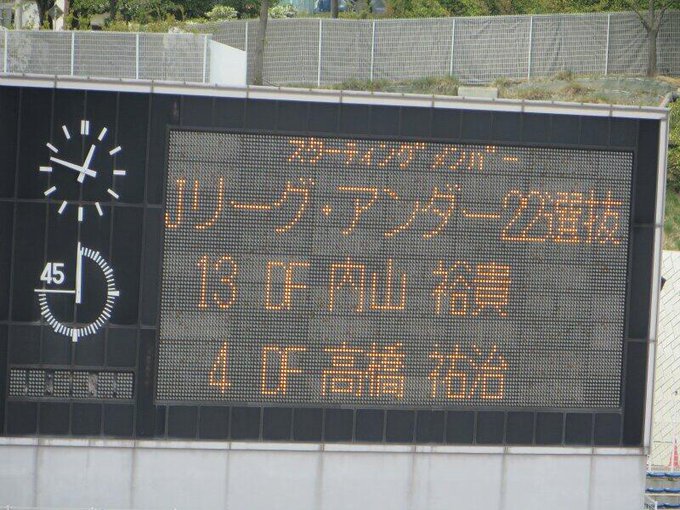 スターティングメンバー
Jリーグ・アンダー22選抜
13 DF 内山 裕貴
4 DF 高橋 祐治
45